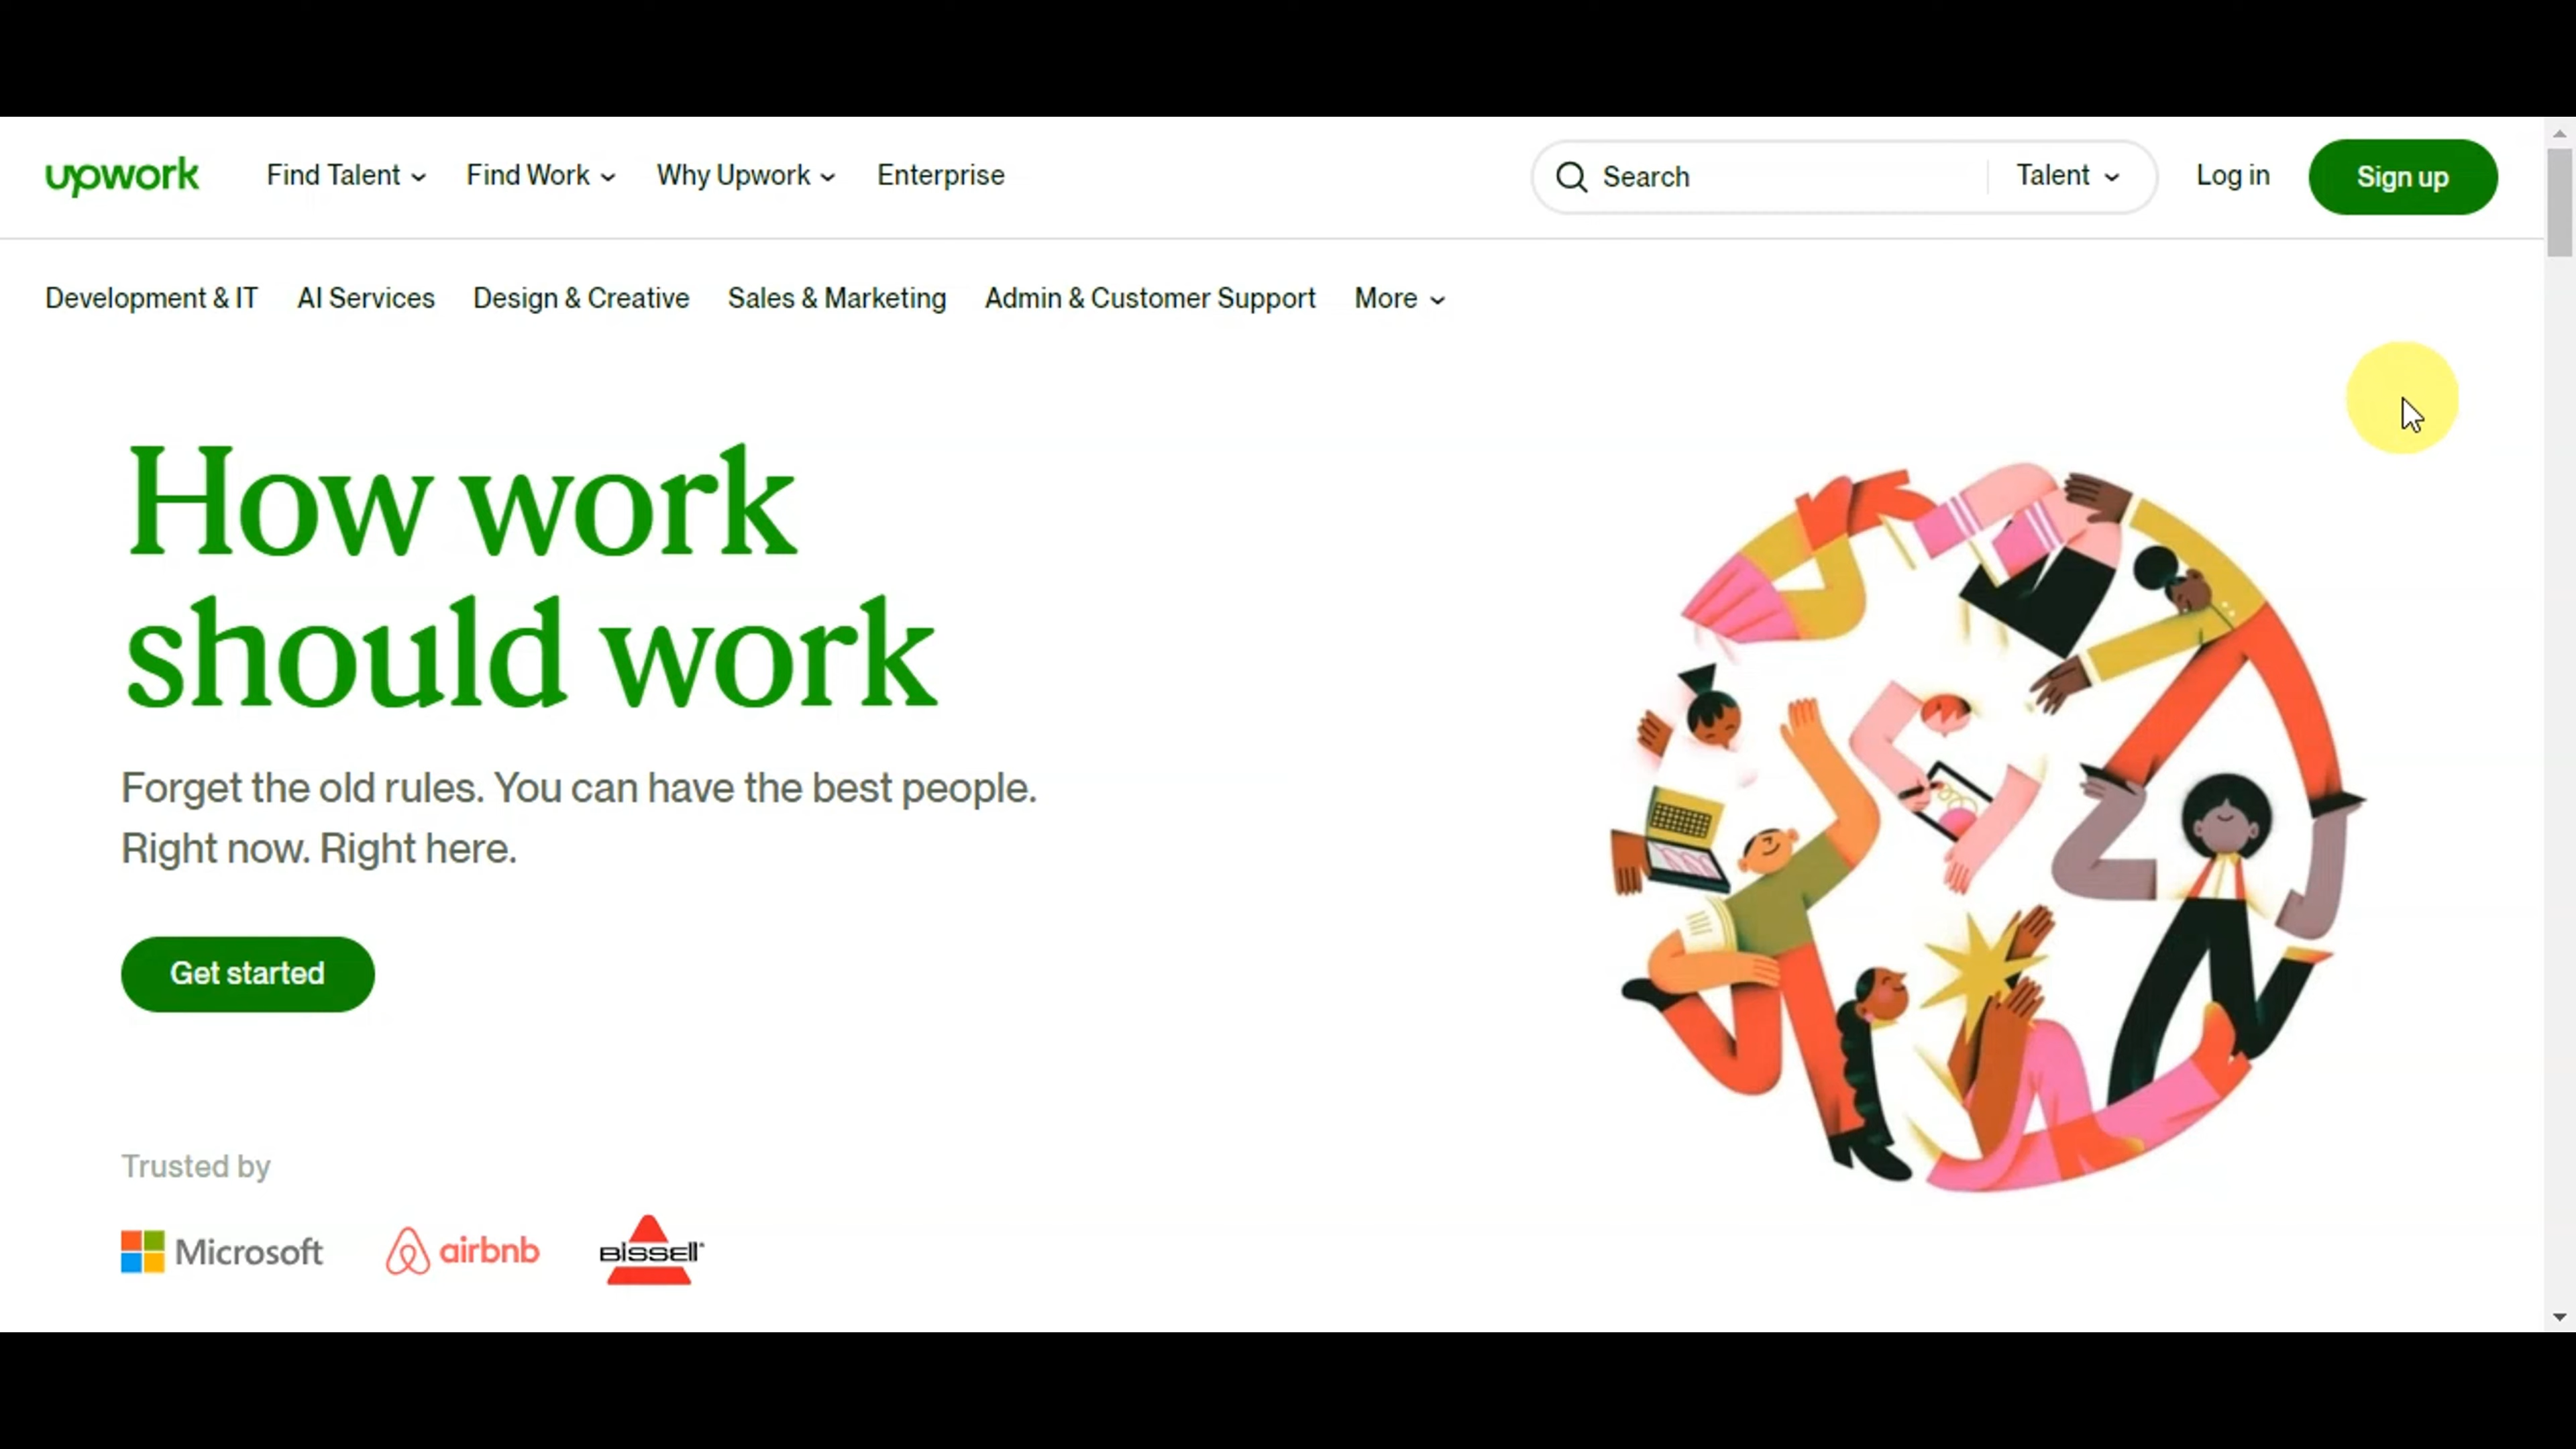 upwork Find Talent Find Work Why Upwork Enterprise Search Talent Log in Sign up
Development & IT AI Services Design & Creative Sales & Marketing Admin & Customer Support More
How work
should work
Forget the old rules. You can have the best people.
Right now. Right here.
Get started
Trusted by
Microsoft airbnb BISSELL